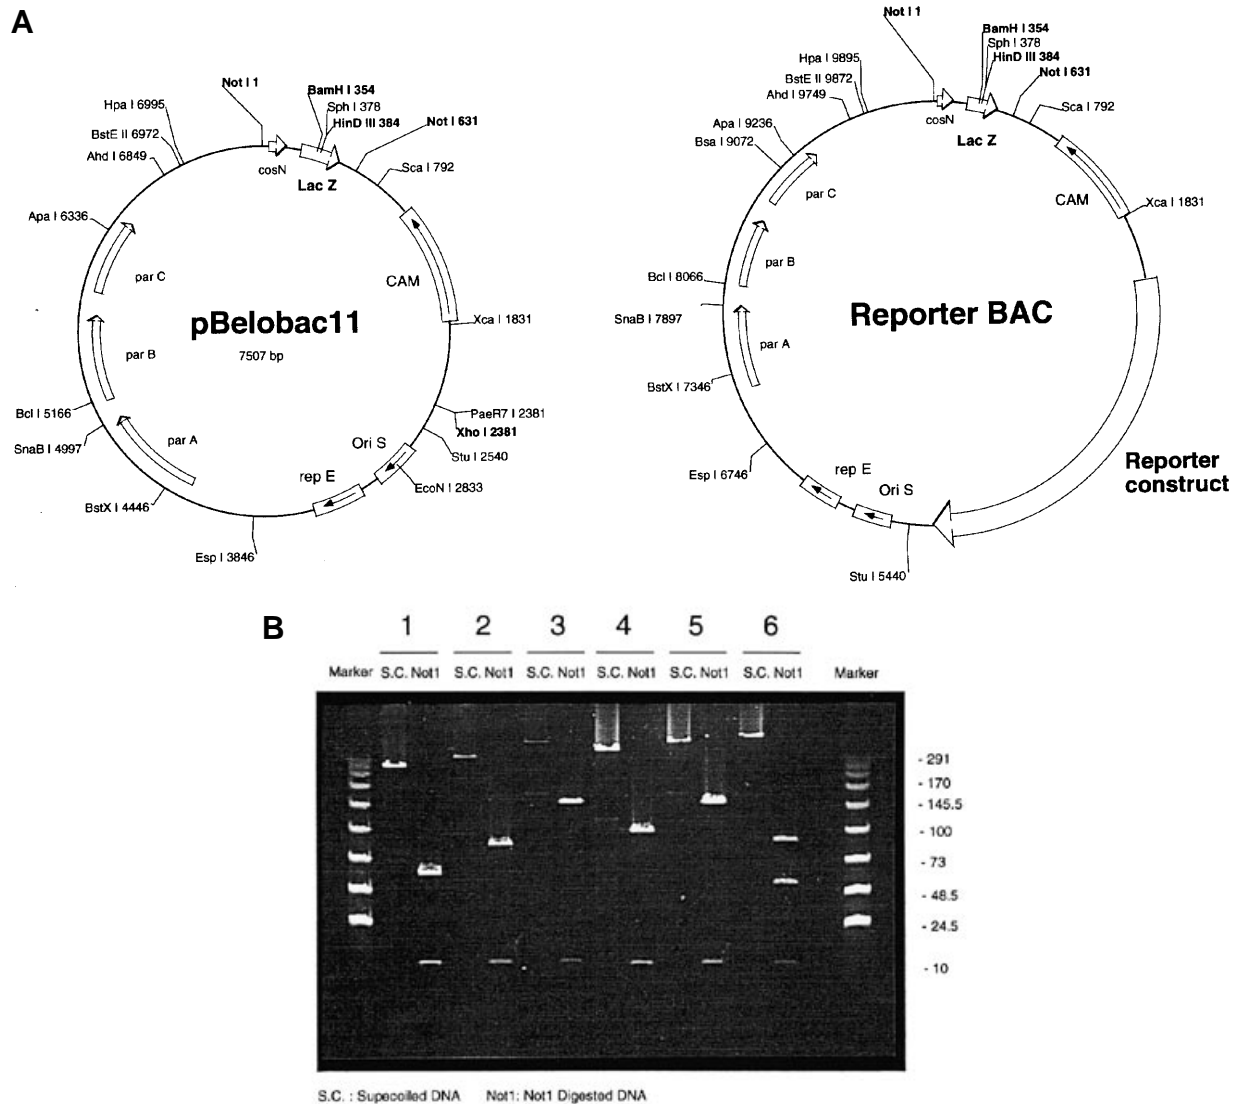 A
Not I 1
BamH I 354
Sph I 378
HinD III 384
Not I 631
Hpa I 6995
BstE II 6972
Ahd I 6849
cosN
Lac Z
Sca I 792
Apa I 6336
par C
CAM
pBelobac11
7507 bp
Xca I 1831
par B
Bcl I 5166
SnaB I 4997
par A
PaeR7 I 2381
Xho I 2381
Stu I 2540
Ori S
EcoN I 2833
rep E
BstX I 4446
Esp I 3846
Not I 1
BamH I 354
Sph I 378
HinD III 384
Not I 631
Hpa I 9895
BstE II 9872
Ahd I 9749
cosN
Lac Z
Sca I 792
Apa I 9236
Bsa I 9072
par C
CAM
Xca I 1831
par B
Bcl I 8066
SnaB I 7897
Reporter BAC
par A
BstX I 7346
Esp I 6746
rep E
Ori S
Reporter
construct
Stu I 5440
B
1 2 3 4 5 6
Marker S.C. Not1 S.C. Not1 S.C. Not1 S.C. Not1 S.C. Not1 S.C. Not1 Marker
- 291
- 170
- 145.5
- 100
- 73
- 48.5
- 24.5
- 10
S.C. : Supecoiled DNA Not1: Not1 Digested DNA